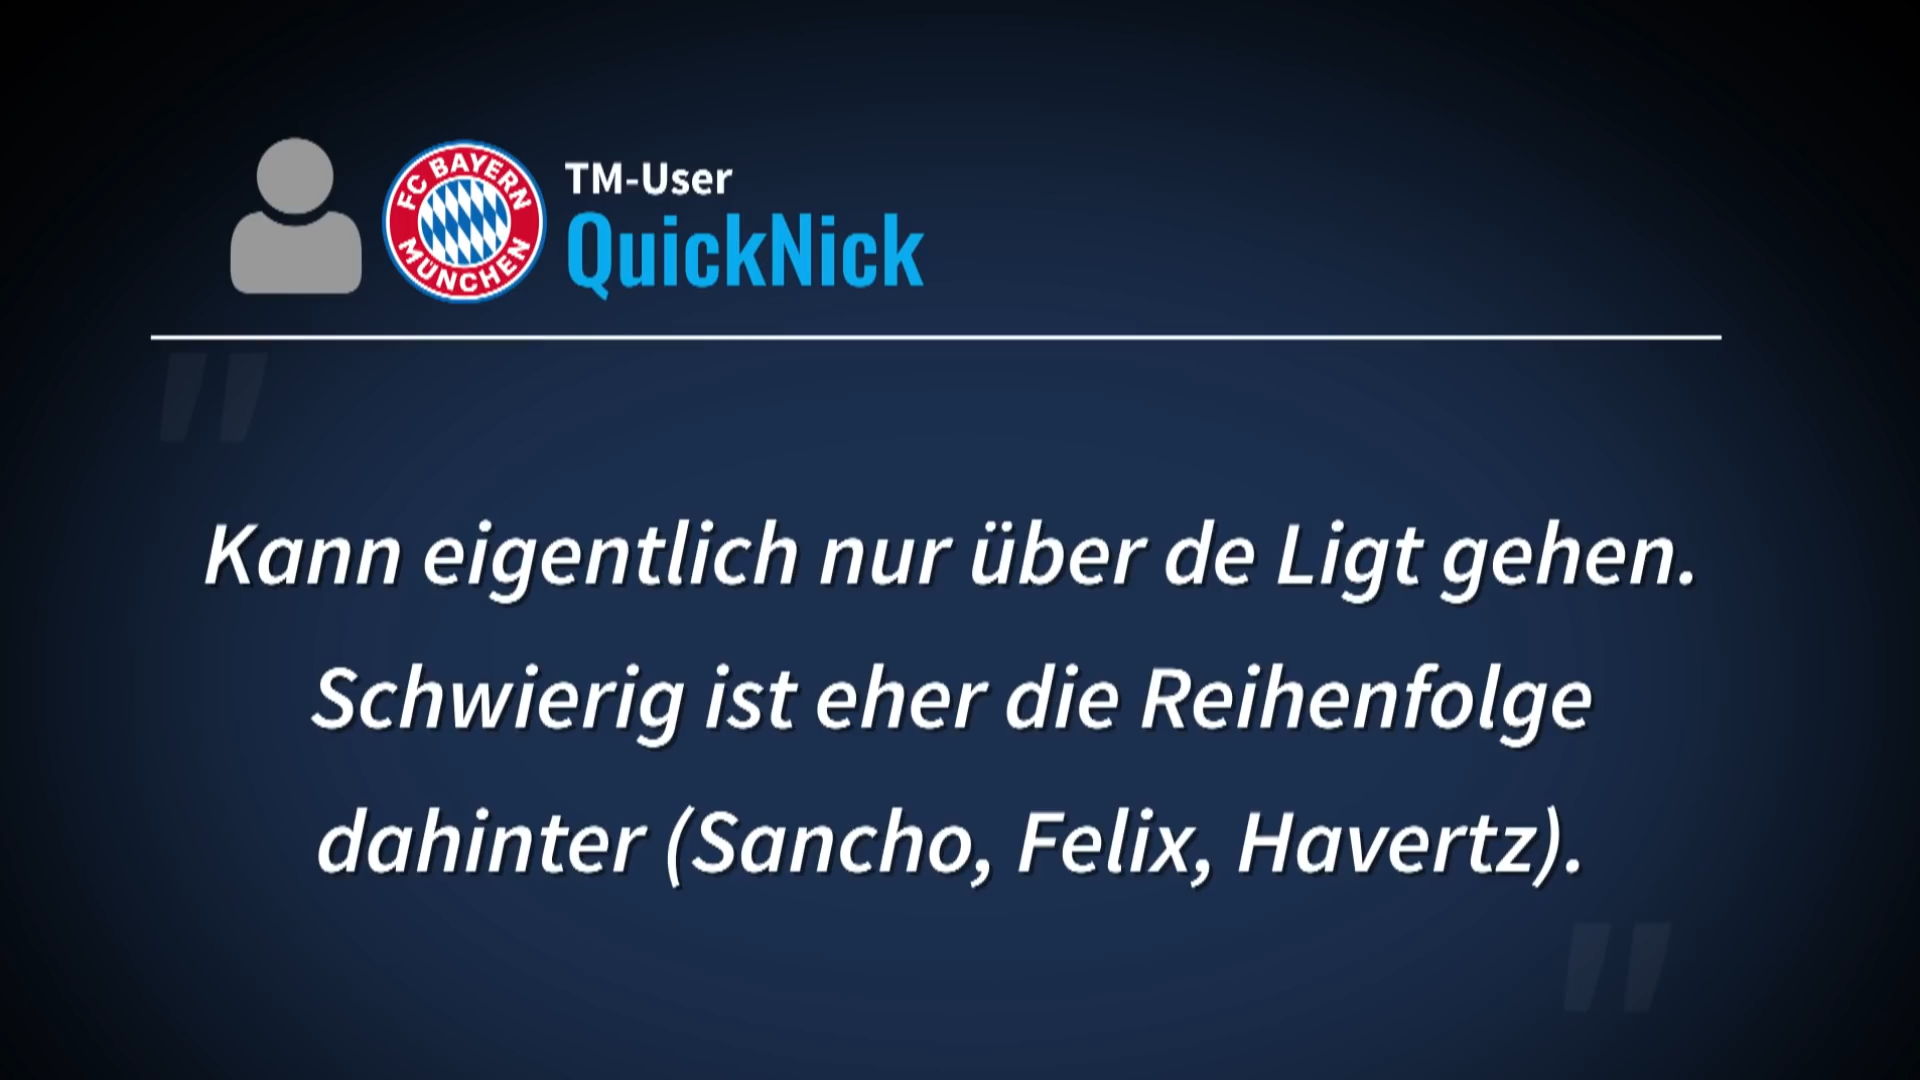 FC BAYERN
MÜNCHEN
TM-User
QuickNick
"
Kann eigentlich nur über de Ligt gehen.
Schwierig ist eher die Reihenfolge
dahinter (Sancho, Felix, Havertz).
"